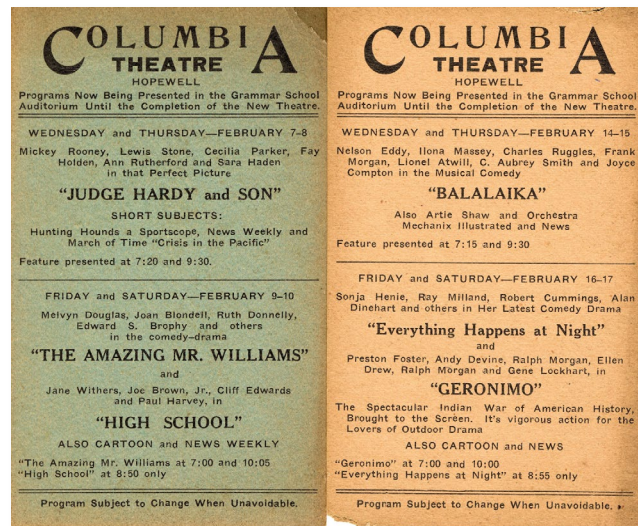 COLUMBIA
THEATRE
HOPEWELL
Programs Now Being Presented in the Grammar School
Auditorium Until the Completion of the New Theatre.
WEDNESDAY and THURSDAY—FEBRUARY 7-8
Mickey Rooney, Lewis Stone, Cecilia Parker, Fay
Holden, Ann Rutherford and Sara Haden
in that Perfect Picture
"JUDGE HARDY and SON"
SHORT SUBJECTS:
Hunting Hounds a Sportscope, News Weekly and
March of Time "Crisis in the Pacific"
Feature presented at 7:20 and 9:30.
FRIDAY and SATURDAY—FEBRUARY 9-10
Melvyn Douglas, Joan Blondell, Ruth Donnelly,
Edward S. Brophy and others
in the comedy-drama
"THE AMAZING MR. WILLIAMS"
and
Jane Withers, Joe Brown, Jr., Cliff Edwards
and Paul Harvey, in
"HIGH SCHOOL"
ALSO CARTOON and NEWS WEEKLY
"The Amazing Mr. Williams at 7:00 and 10:05
"High School" at 8:50 only
Program Subject to Change When Unavoidable.
COLUMBIA
THEATRE
HOPEWELL
Programs Now Being Presented in the Grammar School
Auditorium Until the Completion of the New Theatre.
WEDNESDAY and THURSDAY—FEBRUARY 14-15
Nelson Eddy, Ilona Massey, Charles Ruggles, Frank
Morgan, Lionel Atwill, C. Aubrey Smith and Joyce
Compton in the Musical Comedy
"BALALAIKA"
Also Artie Shaw and Orchestra
Mechanix Illustrated and News
Feature presented at 7:15 and 9:30
FRIDAY and SATURDAY—FEBRUARY 16-17
Sonja Henie, Ray Milland, Robert Cummings, Alan
Dinehart and others in Her Latest Comedy Drama
"Everything Happens at Night"
and
Preston Foster, Andy Devine, Ralph Morgan, Ellen
Drew, Ralph Morgan and Gene Lockhart, in
"GERONIMO"
The Spectacular Indian War of American History,
Brought to the Screen. It's vigorous action for the
Lovers of Outdoor Drama
ALSO CARTOON and NEWS
"Geronimo" at 7:00 and 10:00
"Everything Happens at Night" at 8:55 only
Program Subject to Change When Unavoidable.